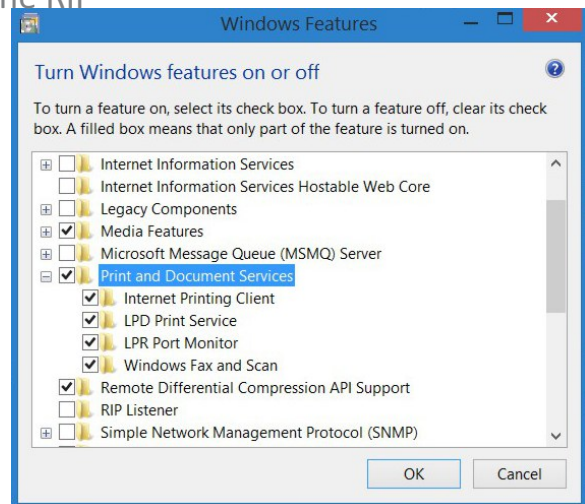 Windows Features
Turn Windows features on or off
To turn a feature on, select its check box. To turn a feature off, clear its check
box. A filled box means that only part of the feature is turned on.
Internet Information Services
Internet Information Services Hostable Web Core
Legacy Components
Media Features
Microsoft Message Queue (MSMQ) Server
Print and Document Services
Internet Printing Client
LPD Print Service
LPR Port Monitor
Windows Fax and Scan
Remote Differential Compression API Support
RIP Listener
Simple Network Management Protocol (SNMP)
OK Cancel